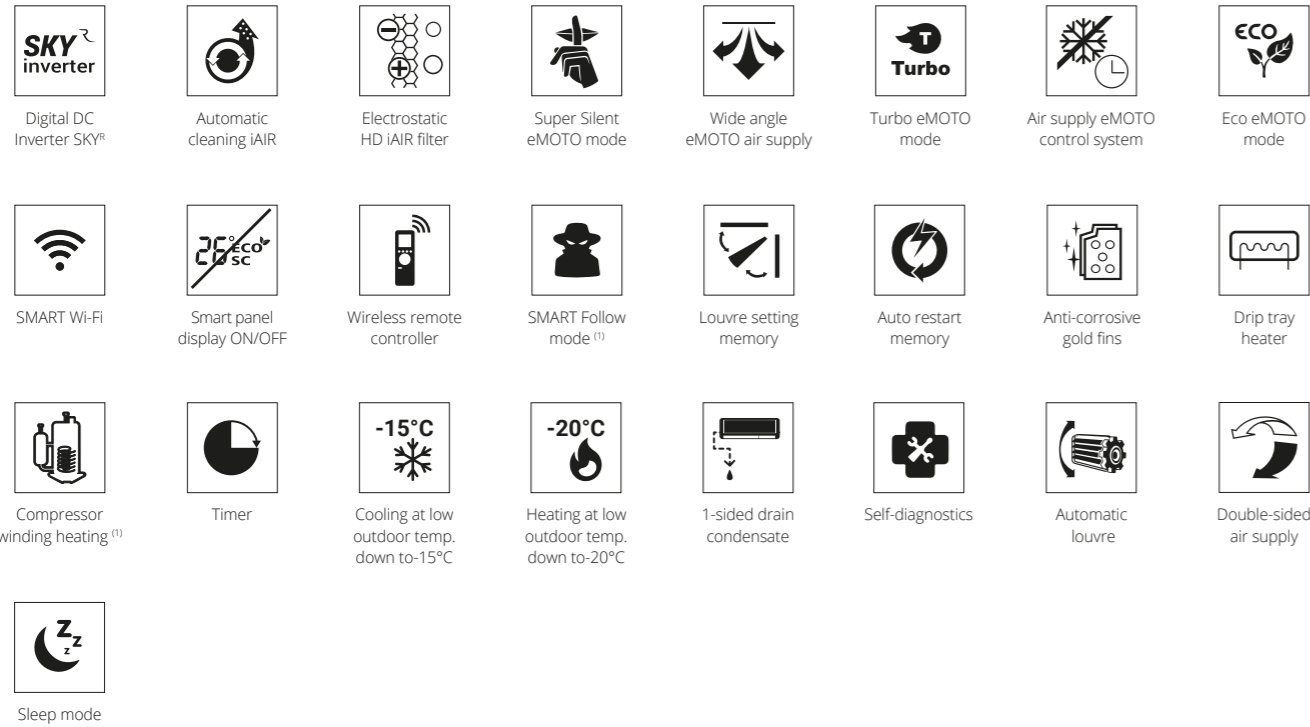 SKY R
inverter
Digital DC
Inverter SKYᴿ
Automatic
cleaning iAIR
Electrostatic
HD iAIR filter
Super Silent
eMOTO mode
Wide angle
eMOTO air supply
T
Turbo
Turbo eMOTO
mode
Air supply eMOTO
control system
ECO
Eco eMOTO
mode
SMART Wi-Fi
26° ECO
SC
Smart panel
display ON/OFF
Wireless remote
controller
SMART Follow
mode (1)
Louvre setting
memory
Auto restart
memory
Anti-corrosive
gold fins
Drip tray
heater
Compressor
winding heating (1)
Timer
-15°C
Cooling at low
outdoor temp.
down to-15°C
-20°C
Heating at low
outdoor temp.
down to-20°C
1-sided drain
condensate
Self-diagnostics
Automatic
louvre
Double-sided
air supply
Z z z
Sleep mode